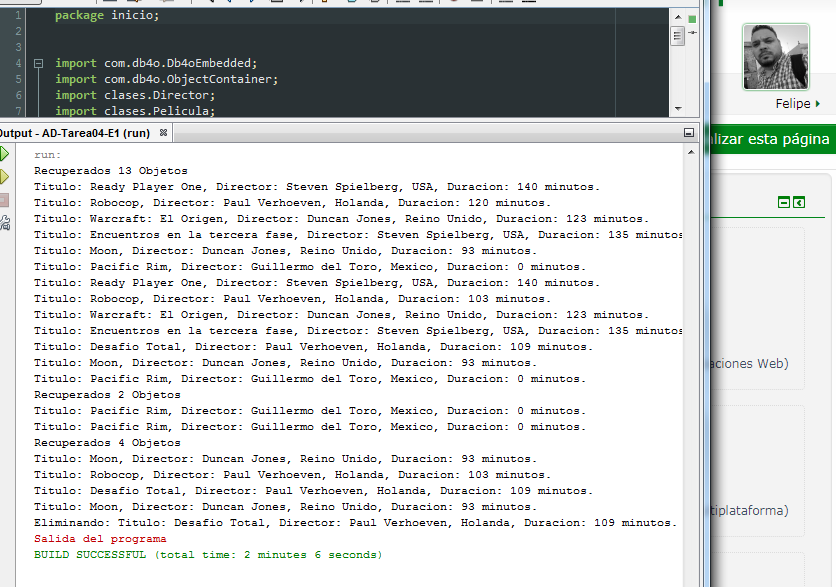 1 package inicio;
2
3
4 import com.db4o.Db4oEmbedded;
5 import com.db4o.ObjectContainer;
6 import clases.Director;
7 import clases.Pelicula;
Output - AD-Tarea04-E1 (run)
run:
Recuperados 13 Objetos
Titulo: Ready Player One, Director: Steven Spielberg, USA, Duracion: 140 minutos.
Titulo: Robocop, Director: Paul Verhoeven, Holanda, Duracion: 120 minutos.
Titulo: Warcraft: El Origen, Director: Duncan Jones, Reino Unido, Duracion: 123 minutos.
Titulo: Encuentros en la tercera fase, Director: Steven Spielberg, USA, Duracion: 135 minutos
Titulo: Moon, Director: Duncan Jones, Reino Unido, Duracion: 93 minutos.
Titulo: Pacific Rim, Director: Guillermo del Toro, Mexico, Duracion: 0 minutos.
Titulo: Ready Player One, Director: Steven Spielberg, USA, Duracion: 140 minutos.
Titulo: Robocop, Director: Paul Verhoeven, Holanda, Duracion: 103 minutos.
Titulo: Warcraft: El Origen, Director: Duncan Jones, Reino Unido, Duracion: 123 minutos.
Titulo: Encuentros en la tercera fase, Director: Steven Spielberg, USA, Duracion: 135 minutos
Titulo: Desafio Total, Director: Paul Verhoeven, Holanda, Duracion: 109 minutos.
Titulo: Moon, Director: Duncan Jones, Reino Unido, Duracion: 93 minutos.
Titulo: Pacific Rim, Director: Guillermo del Toro, Mexico, Duracion: 0 minutos.
Recuperados 2 Objetos
Titulo: Pacific Rim, Director: Guillermo del Toro, Mexico, Duracion: 0 minutos.
Titulo: Pacific Rim, Director: Guillermo del Toro, Mexico, Duracion: 0 minutos.
Recuperados 4 Objetos
Titulo: Moon, Director: Duncan Jones, Reino Unido, Duracion: 93 minutos.
Titulo: Robocop, Director: Paul Verhoeven, Holanda, Duracion: 103 minutos.
Titulo: Desafio Total, Director: Paul Verhoeven, Holanda, Duracion: 109 minutos.
Titulo: Moon, Director: Duncan Jones, Reino Unido, Duracion: 93 minutos.
Eliminando: Titulo: Desafio Total, Director: Paul Verhoeven, Holanda, Duracion: 109 minutos.
Salida del programa
BUILD SUCCESSFUL (total time: 2 minutes 6 seconds)
Felipe
lizar esta página
aciones Web)
tiplataforma)